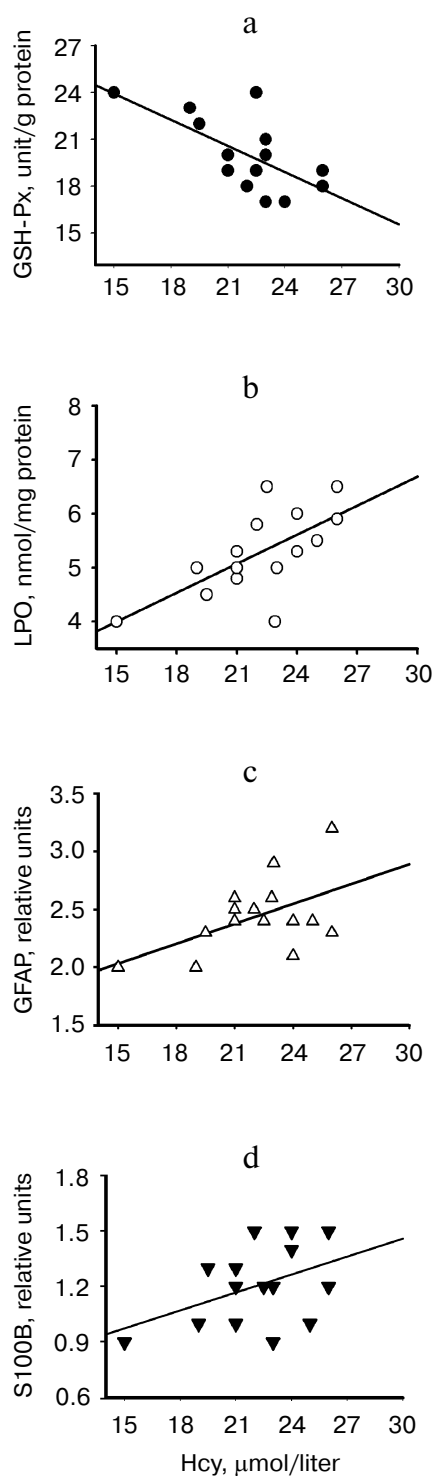 a
GSH-Px, unit/g protein
27
24
21
18
15
15 18 21 24 27 30
b
LPO, nmol/mg protein
8
7
6
5
4
15 18 21 24 27 30
c
GFAP, relative units
3.5
3.0
2.5
2.0
1.5
15 18 21 24 27 30
d
S100B, relative units
1.8
1.5
1.2
0.9
0.6
15 18 21 24 27 30
Hcy, µmol/liter